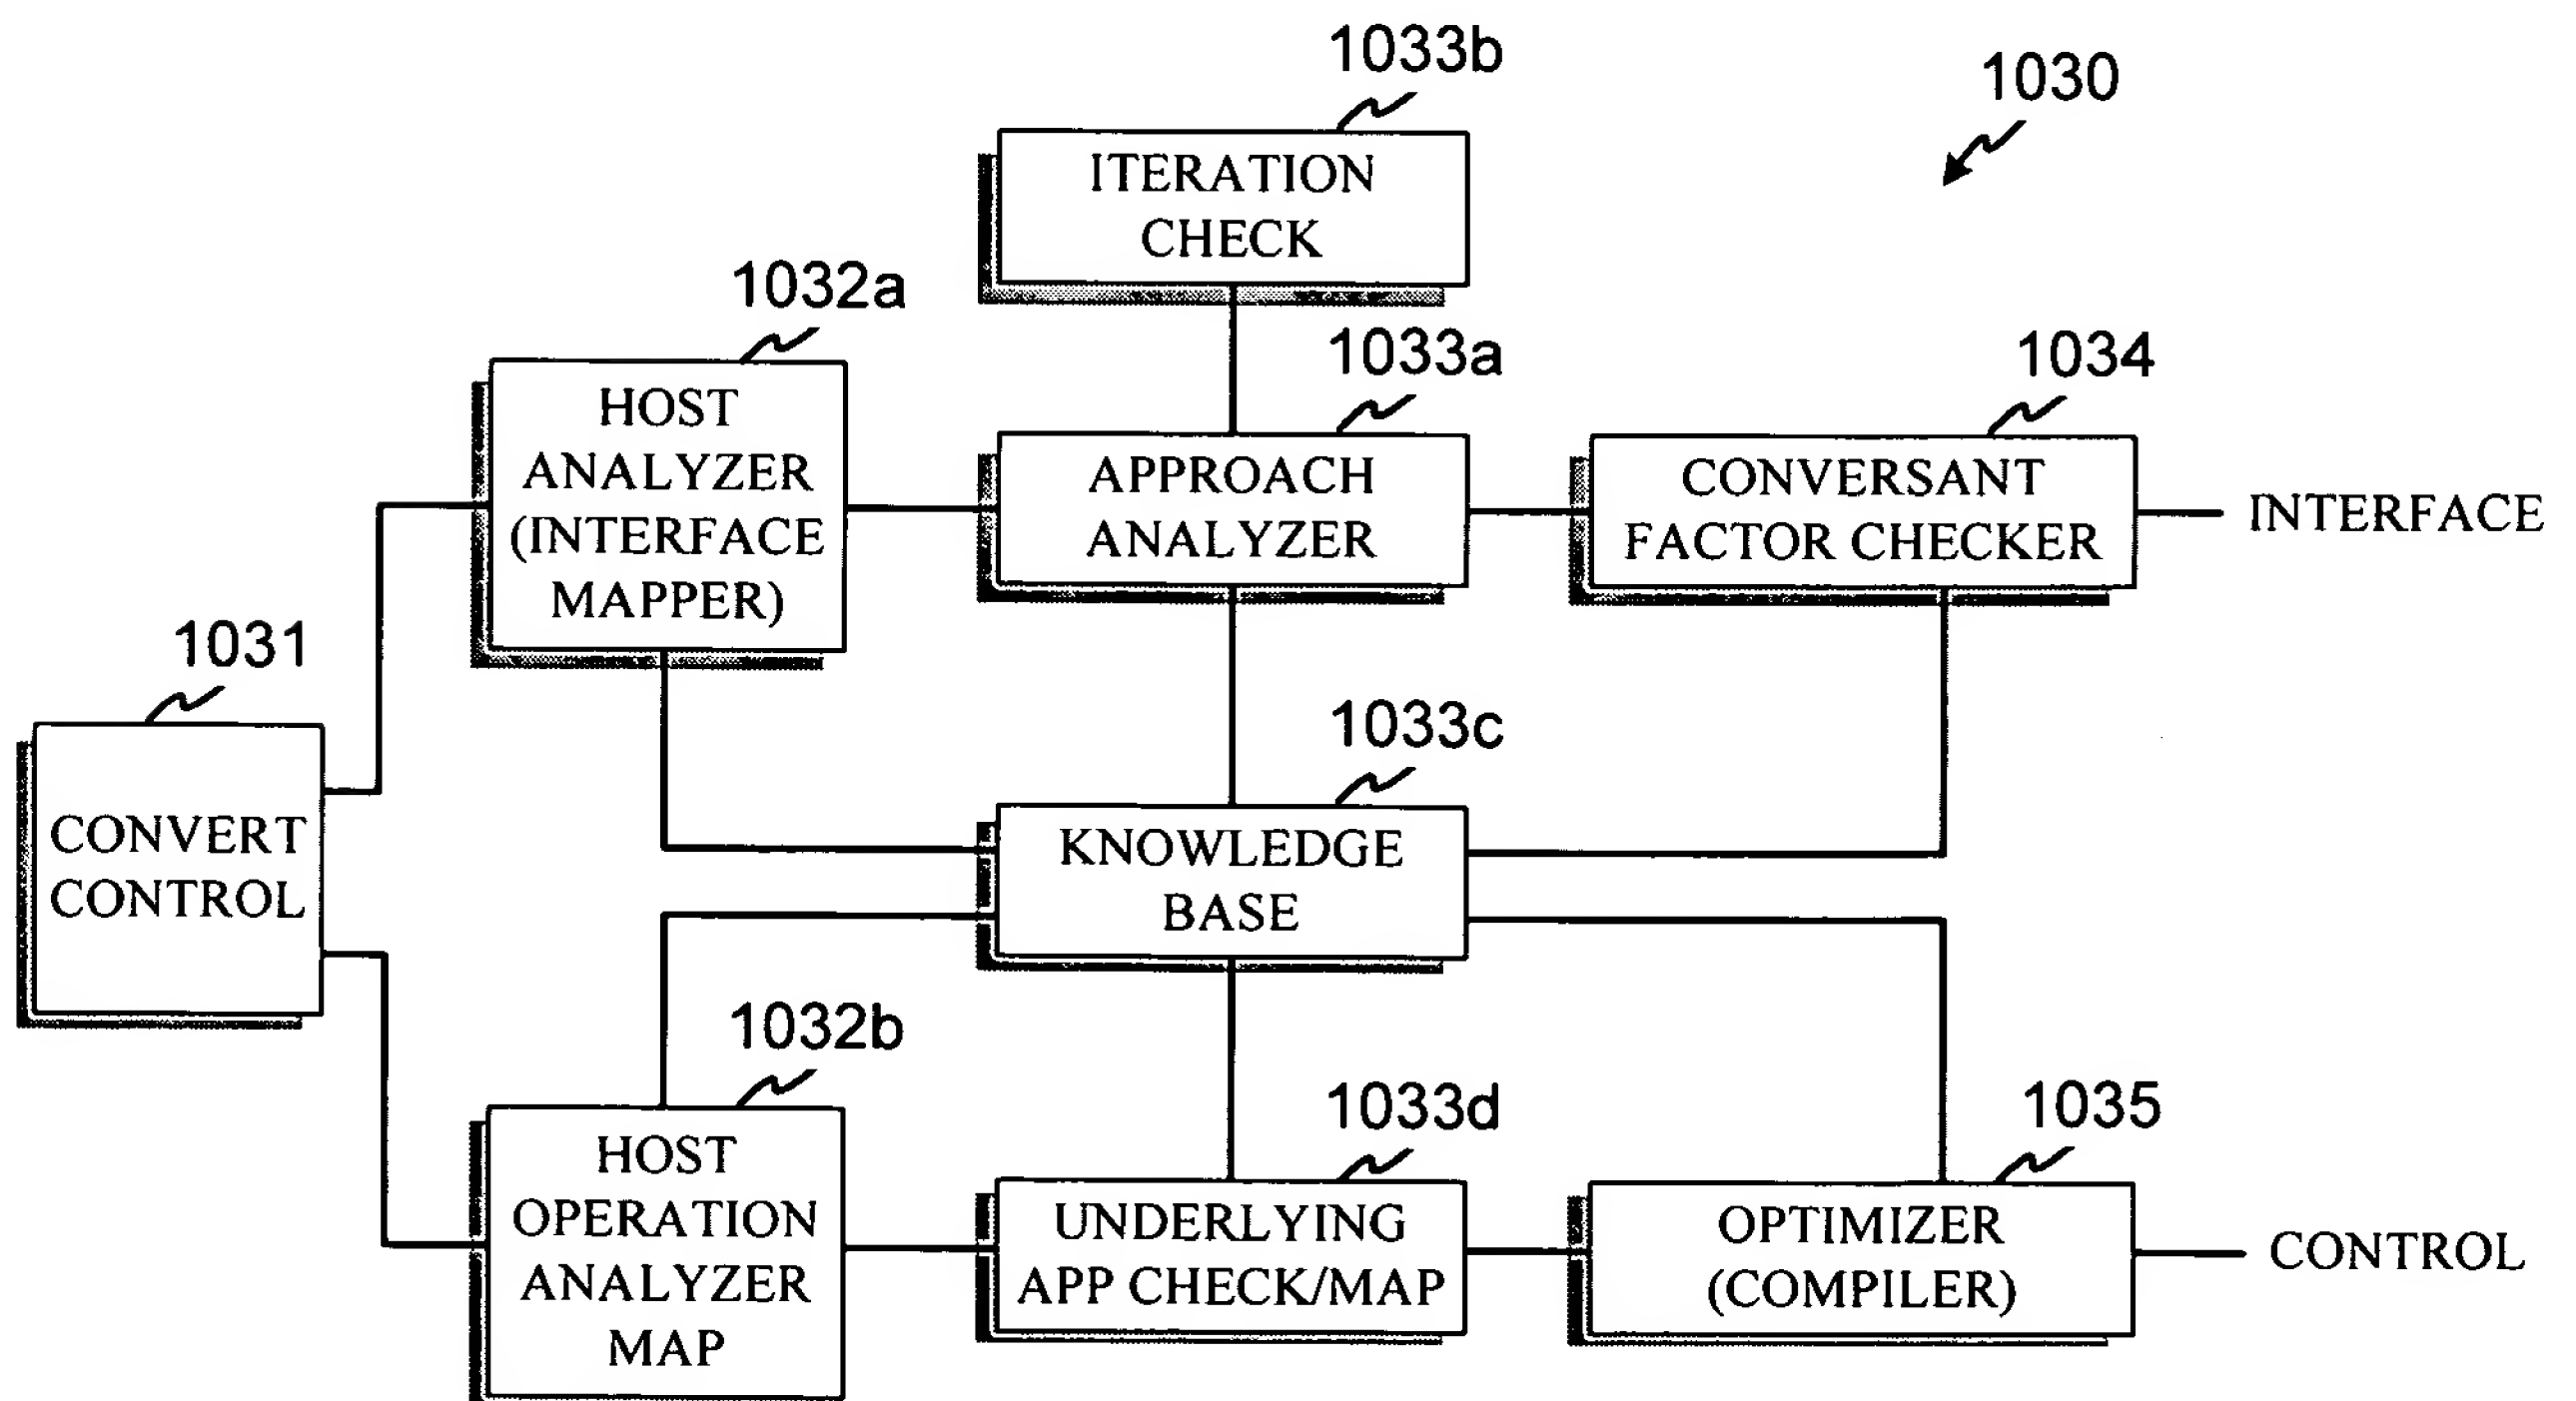 1033b
1030
ITERATION
CHECK
1032a
1033a
1034
HOST
ANALYZER
(INTERFACE
MAPPER)
APPROACH
ANALYZER
CONVERSANT
FACTOR CHECKER
INTERFACE
1031
CONVERT
CONTROL
1033c
KNOWLEDGE
BASE
1032b
1033d
1035
HOST
OPERATION
ANALYZER
MAP
UNDERLYING
APP CHECK/MAP
OPTIMIZER
(COMPILER)
CONTROL